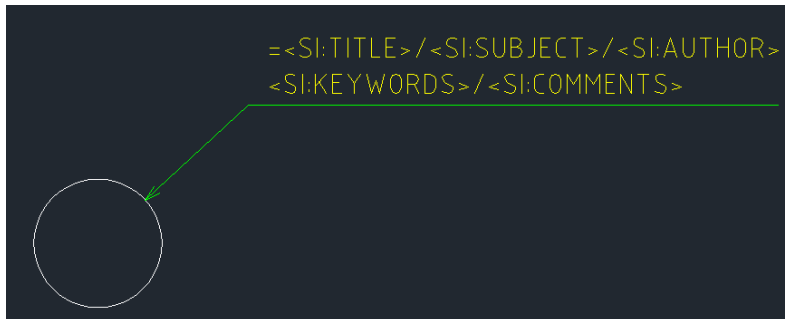 =<SI:TITLE>/<SI:SUBJECT>/<SI:AUTHOR>
<SI:KEYWORDS>/<SI:COMMENTS>